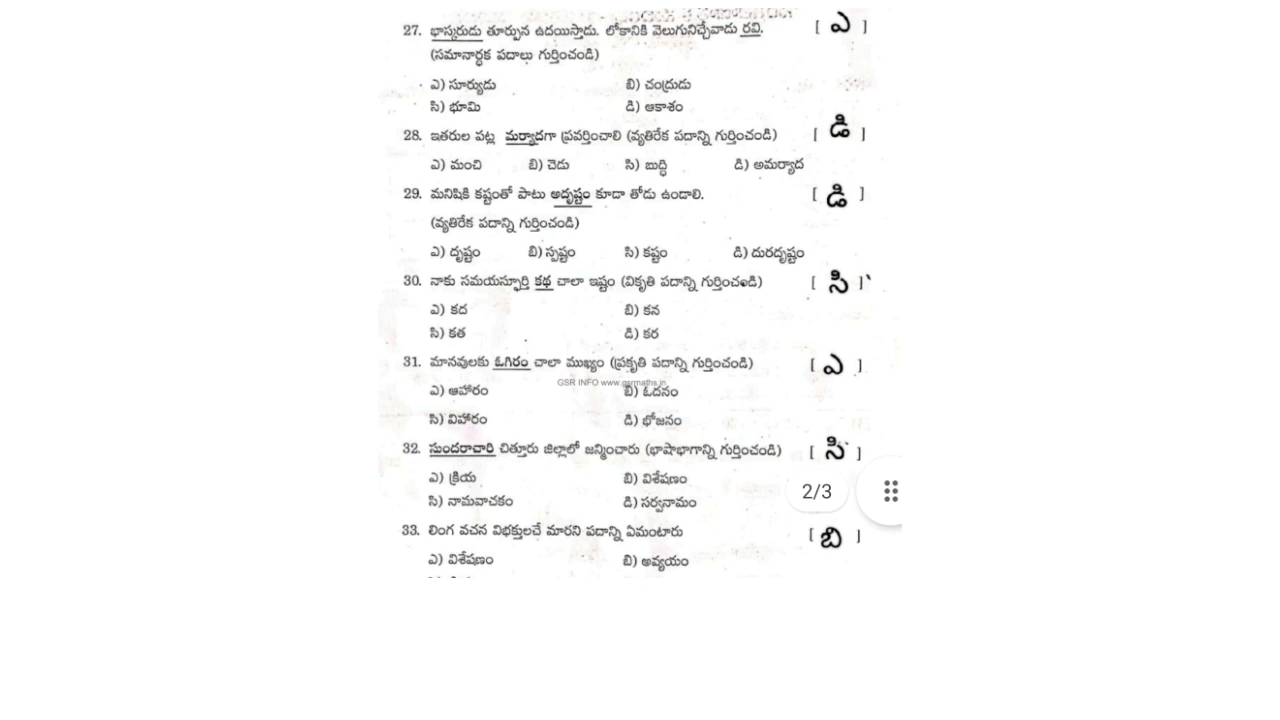 27. భాస్కరుడు తూర్పున ఉదయిస్తాడు. లోకానికి వెలుగునిచ్చేవాడు రవి. [ ఎ ]
(సమానార్థక పదాలు గుర్తించండి)
ఎ) సూర్యుడు బి) చంద్రుడు
సి) భూమి డి) ఆకాశం
28. ఇతరుల పట్ల మర్యాదగా ప్రవర్తించాలి (వ్యతిరేక పదాన్ని గుర్తించండి) [ డి ]
ఎ) మంచి బి) చెడు సి) బుద్ధి డి) అమర్యాద
29. మనిషికి కష్టంతో పాటు అదృష్టం కూడా తోడు ఉండాలి. [ డి ]
(వ్యతిరేక పదాన్ని గుర్తించండి)
ఎ) దృష్టం బి) స్పష్టం సి) కష్టం డి) దురదృష్టం
30. నాకు సమయస్ఫూర్తి కథ చాలా ఇష్టం (వికృతి పదాన్ని గుర్తించండి) [ సి ]
ఎ) కద బి) కన
సి) కత డి) కర
31. మానవులకు ఓగిరం చాలా ముఖ్యం (ప్రకృతి పదాన్ని గుర్తించండి) [ ఎ ]
GSR INFO www.gsrmaths.in
ఎ) ఆహారం బి) ఓదనం
సి) విహారం డి) భోజనం
32. సుందరాచారి చిత్తూరు జిల్లాలో జన్మించారు (భాషాభాగాన్ని గుర్తించండి) [ సి ]
ఎ) క్రియ బి) విశేషణం
2/3
సి) నామవాచకం డి) సర్వనామం
33. లింగ వచన విభక్తులచే మారని పదాన్ని ఏమంటారు [ బి ]
ఎ) విశేషణం బి) అవ్యయం